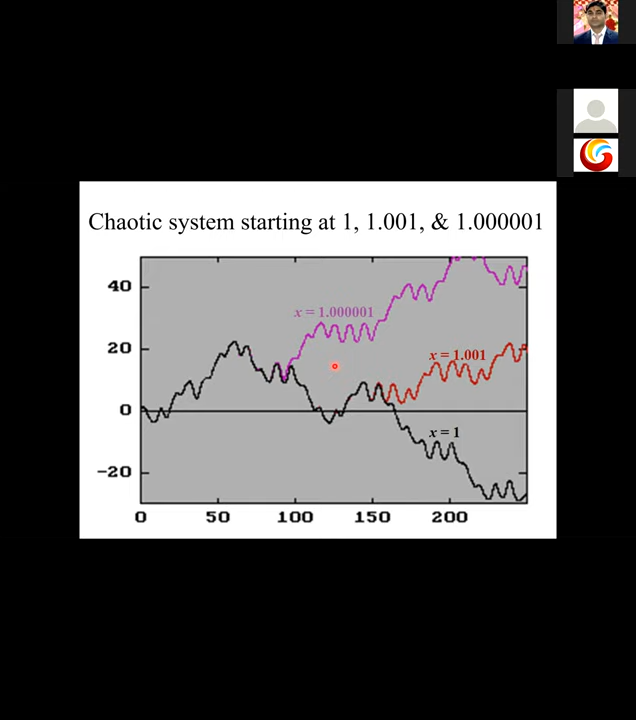 Chaotic system starting at 1, 1.001, & 1.000001
40
x = 1.000001
20
x = 1.001
0
x = 1
-20
0 50 100 150 200